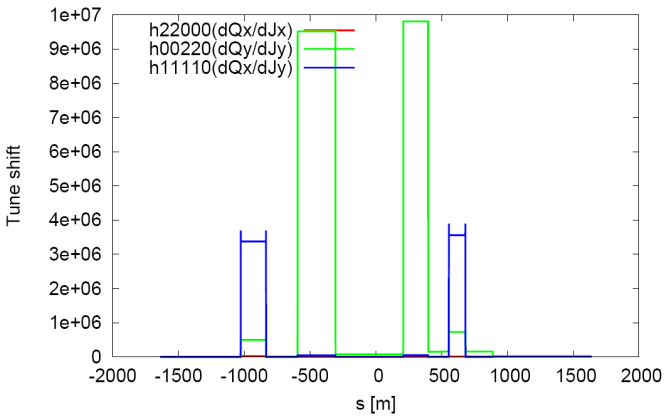 1e+07
9e+06
8e+06
7e+06
6e+06
5e+06
4e+06
3e+06
2e+06
1e+06
0
Tune shift
h22000(dQx/dJx)
h00220(dQy/dJy)
h11110(dQx/dJy)
-2000 -1500 -1000 -500 0 500 1000 1500 2000
s [m]